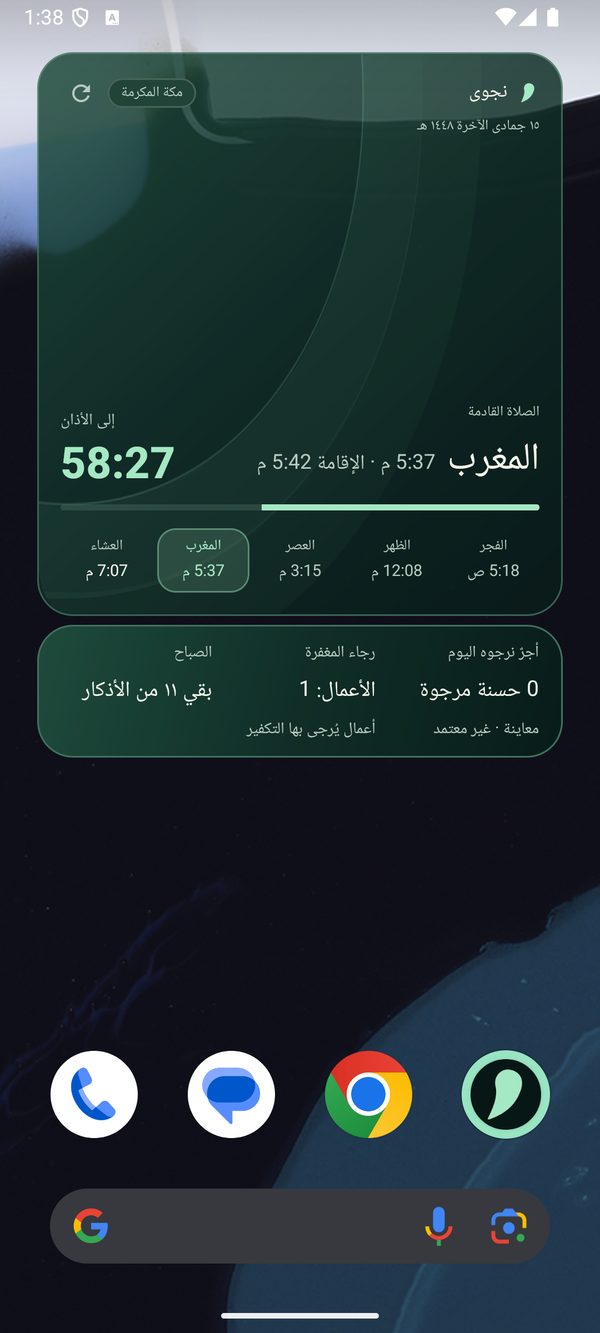 1:38
نجوى
مكة المكرمة
١٥ جمادى الآخرة ١٤٤٨ هـ
الصلاة القادمة
إلى الأذان
المغرب 5:37 م · الإقامة 5:42 م
58:27
الفجر
5:18 ص
الظهر
12:08 م
العصر
3:15 م
المغرب
5:37 م
العشاء
7:07 م
أجرٌ نرجوه اليوم
0 حسنة مرجوة
معاينة · غير معتمد
رجاء المغفرة
الأعمال: 1
أعمال يُرجى بها التكفير
الصباح
بقي ١١ من الأذكار